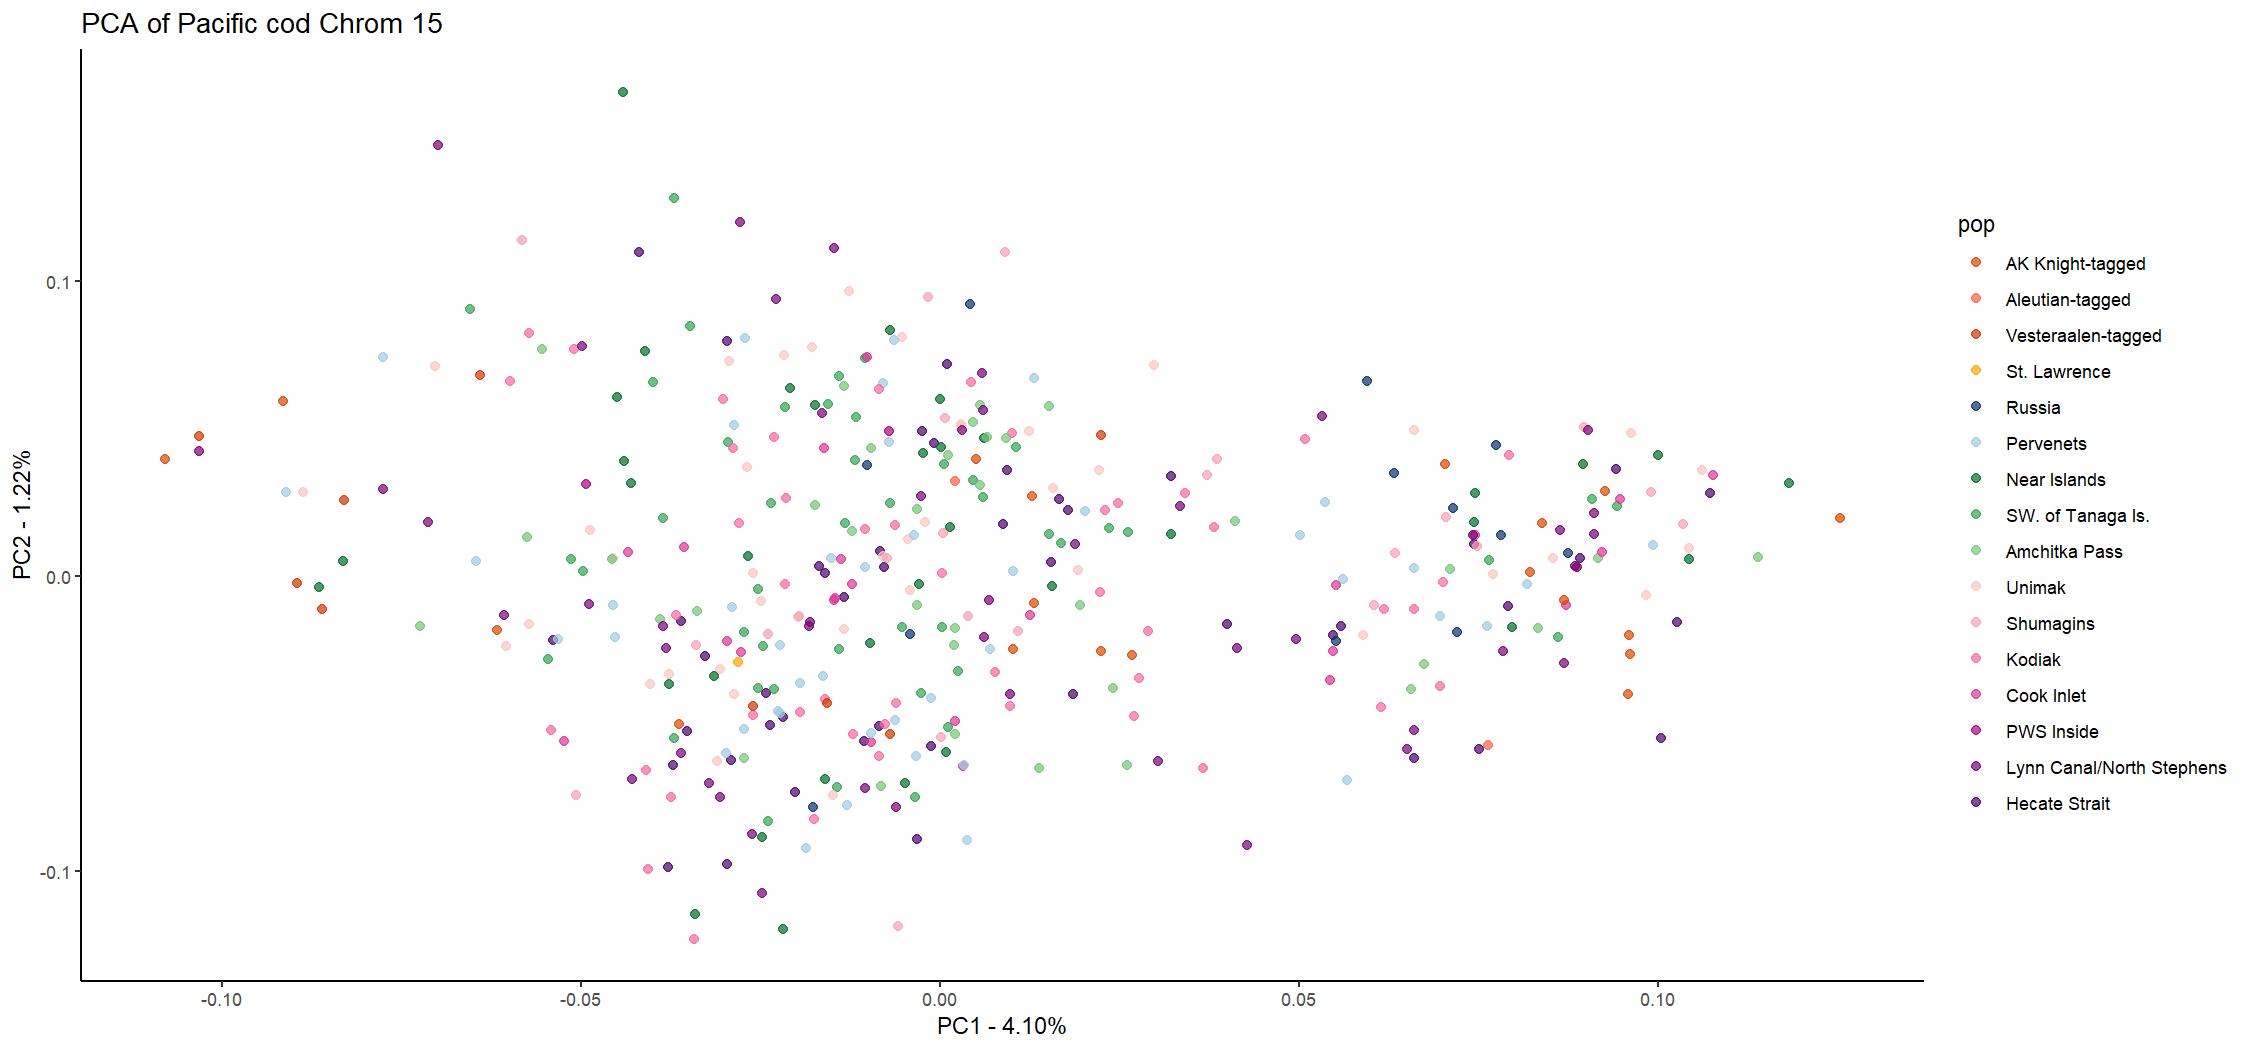 PCA of Pacific cod Chrom 15
0.1
0.0
-0.1
PC2 - 1.22%
-0.10
-0.05
0.00
0.05
0.10
PC1 - 4.10%
pop
AK Knight-tagged
Aleutian-tagged
Vesteraalen-tagged
St. Lawrence
Russia
Pervenets
Near Islands
SW. of Tanaga Is.
Amchitka Pass
Unimak
Shumagins
Kodiak
Cook Inlet
PWS Inside
Lynn Canal/North Stephens
Hecate Strait